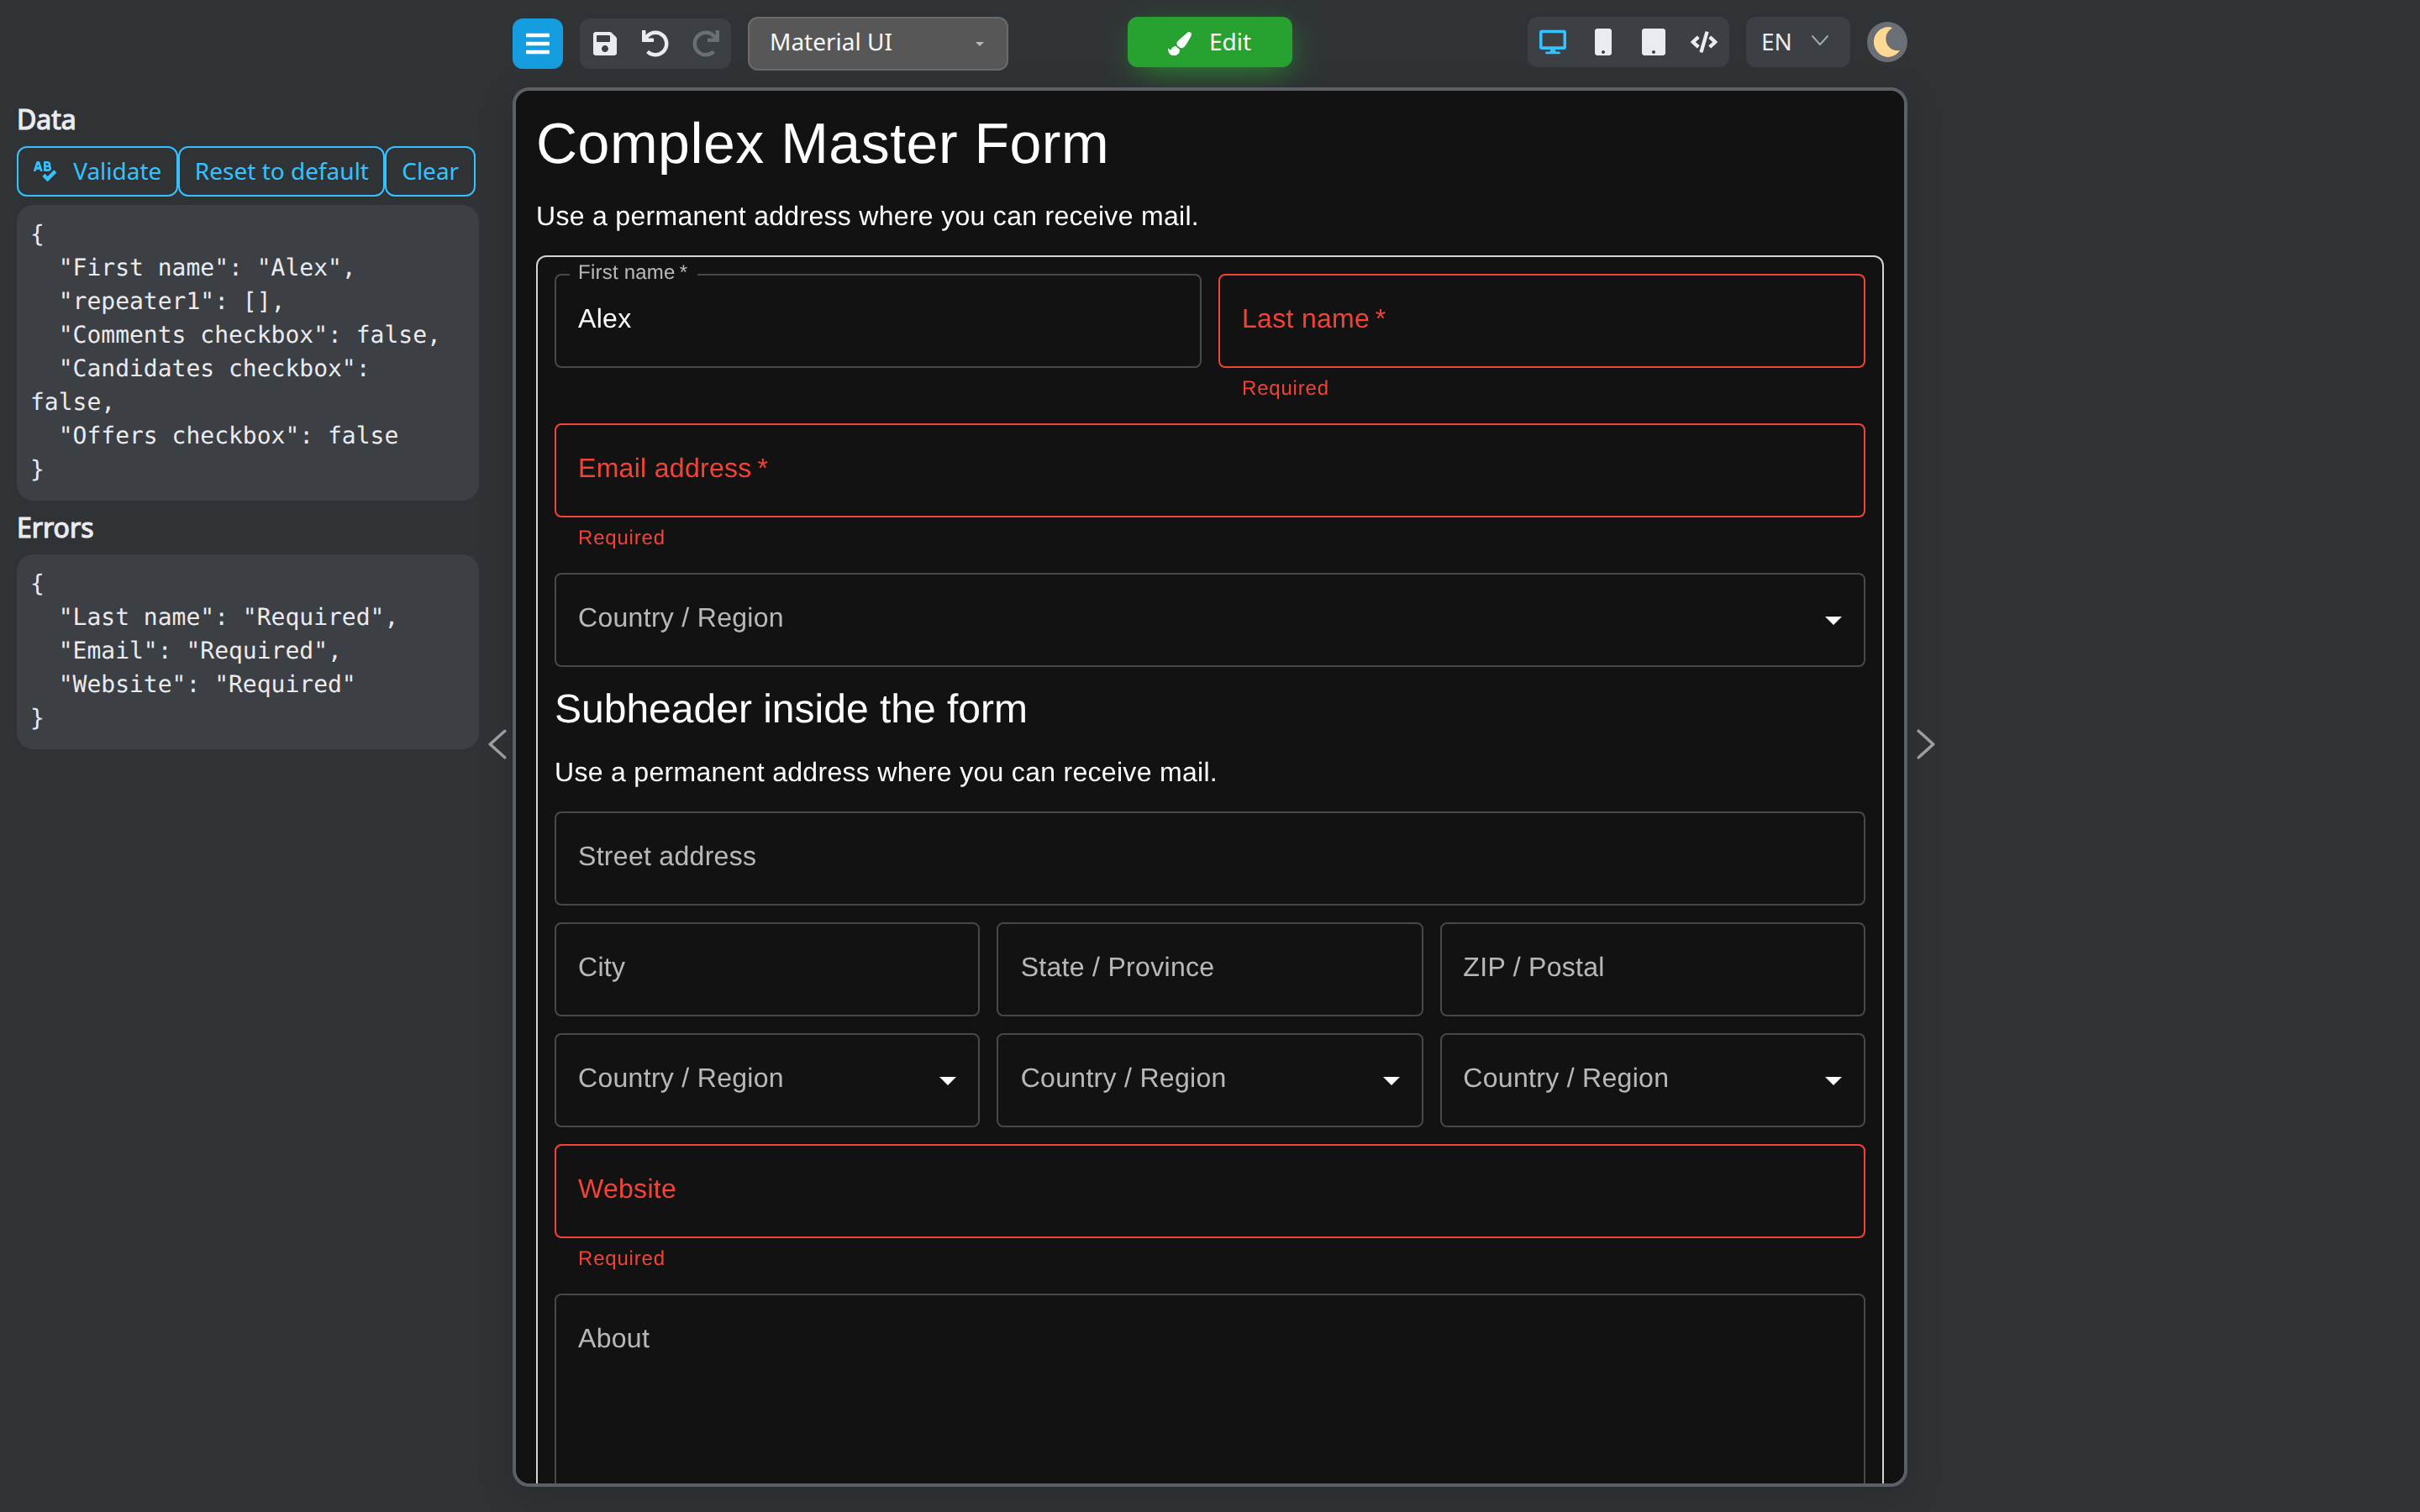 Material UI
Edit
EN
Data
Validate
Reset to default
Clear
{
"First name": "Alex",
"repeater1": [],
"Comments checkbox": false,
"Candidates checkbox":
false,
"Offers checkbox": false
}
Errors
{
"Last name": "Required",
"Email": "Required",
"Website": "Required"
}
Complex Master Form
Use a permanent address where you can receive mail.
First name *
Alex
Last name *
Required
Email address *
Required
Country / Region
Subheader inside the form
Use a permanent address where you can receive mail.
Street address
City
State / Province
ZIP / Postal
Country / Region
Country / Region
Country / Region
Website
Required
About